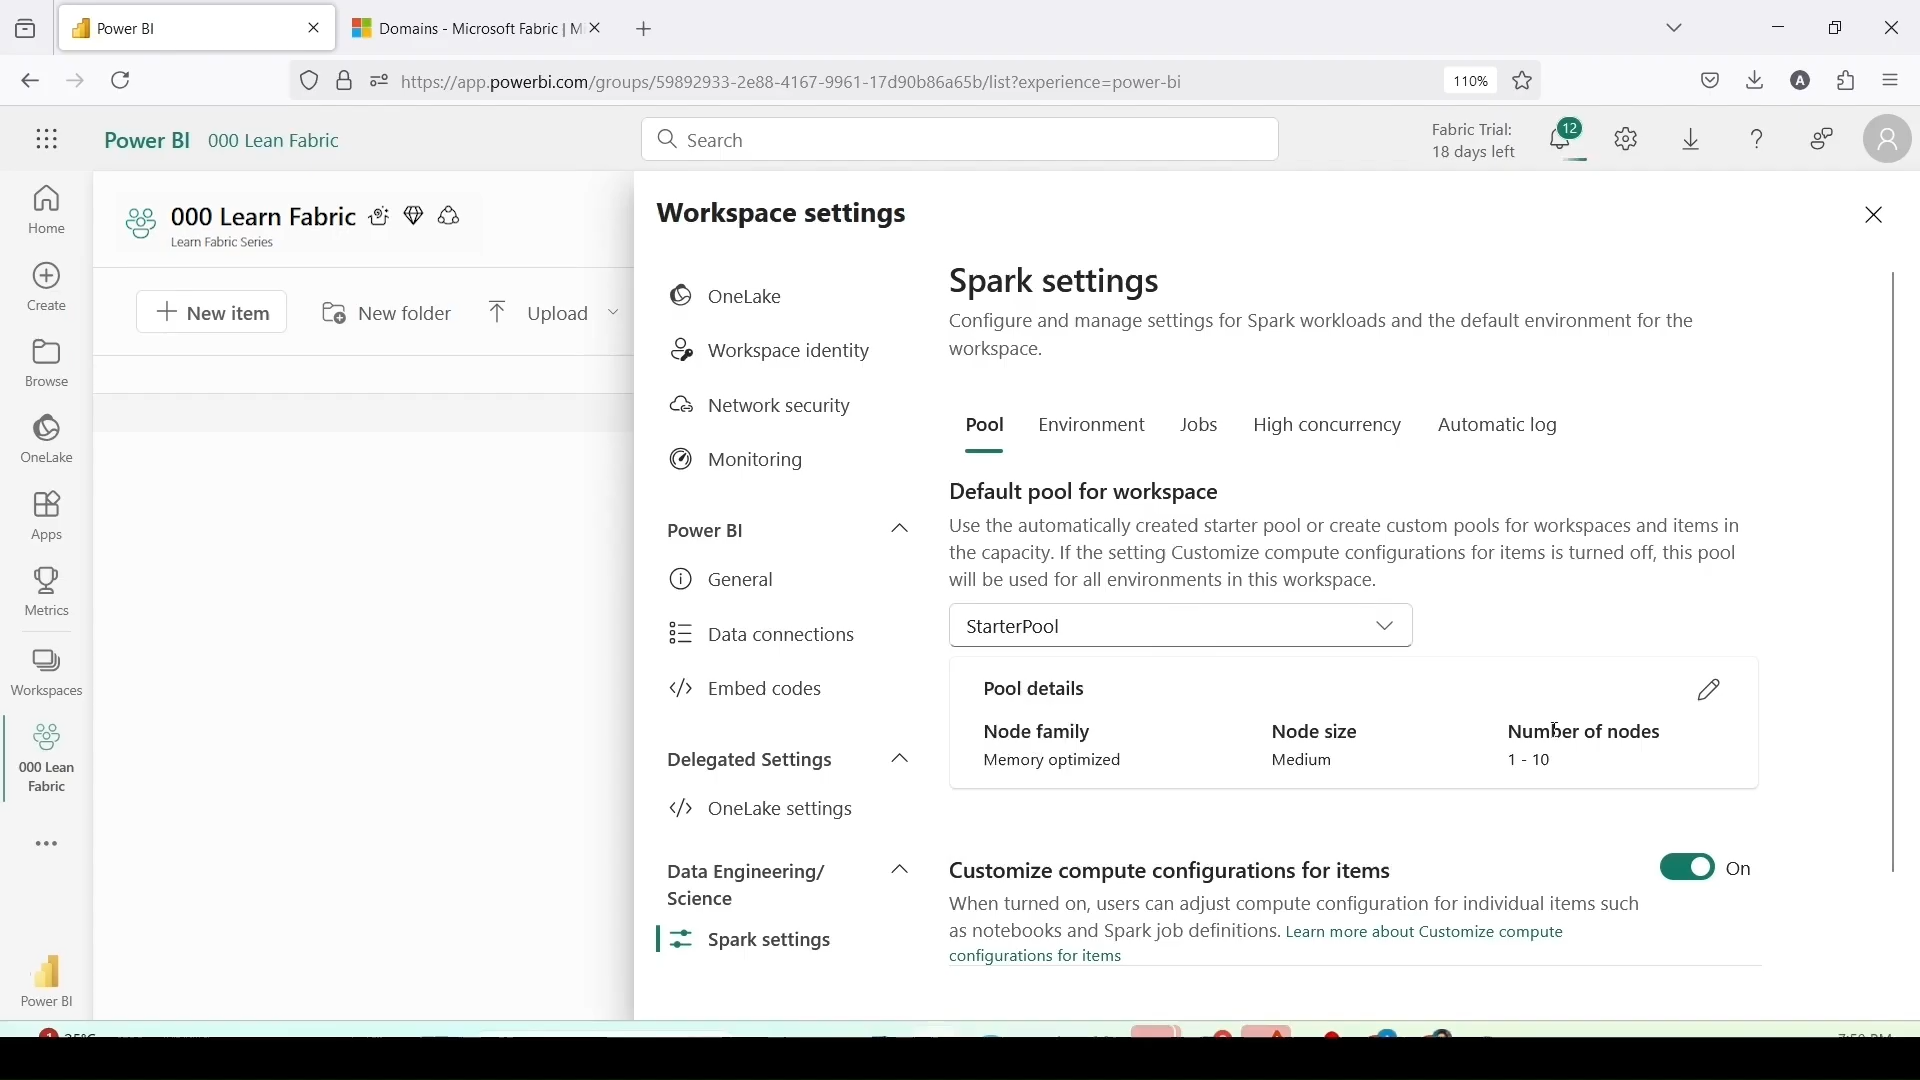 Power BI
Domains - Microsoft Fabric | Mi
https://app.powerbi.com/groups/59892933-2e88-4167-9961-17d90b86a65b/list?experience=power-bi
110%
A
Power BI 000 Lean Fabric
Search
Fabric Trial:
18 days left
12
Home
Create
Browse
OneLake
Apps
Metrics
Workspaces
000 Lean
Fabric
Power BI
000 Learn Fabric
Learn Fabric Series
New item
New folder
Upload
Workspace settings
OneLake
Workspace identity
Network security
Monitoring
Power BI
General
Data connections
Embed codes
Delegated Settings
OneLake settings
Data Engineering/
Science
Spark settings
Spark settings
Configure and manage settings for Spark workloads and the default environment for the
workspace.
Pool Environment Jobs High concurrency Automatic log
Default pool for workspace
Use the automatically created starter pool or create custom pools for workspaces and items in
the capacity. If the setting Customize compute configurations for items is turned off, this pool
will be used for all environments in this workspace.
StarterPool
Pool details
Node family Node size Number of nodes
Memory optimized Medium 1 - 10
Customize compute configurations for items
On
When turned on, users can adjust compute configuration for individual items such
as notebooks and Spark job definitions. Learn more about Customize compute
configurations for items